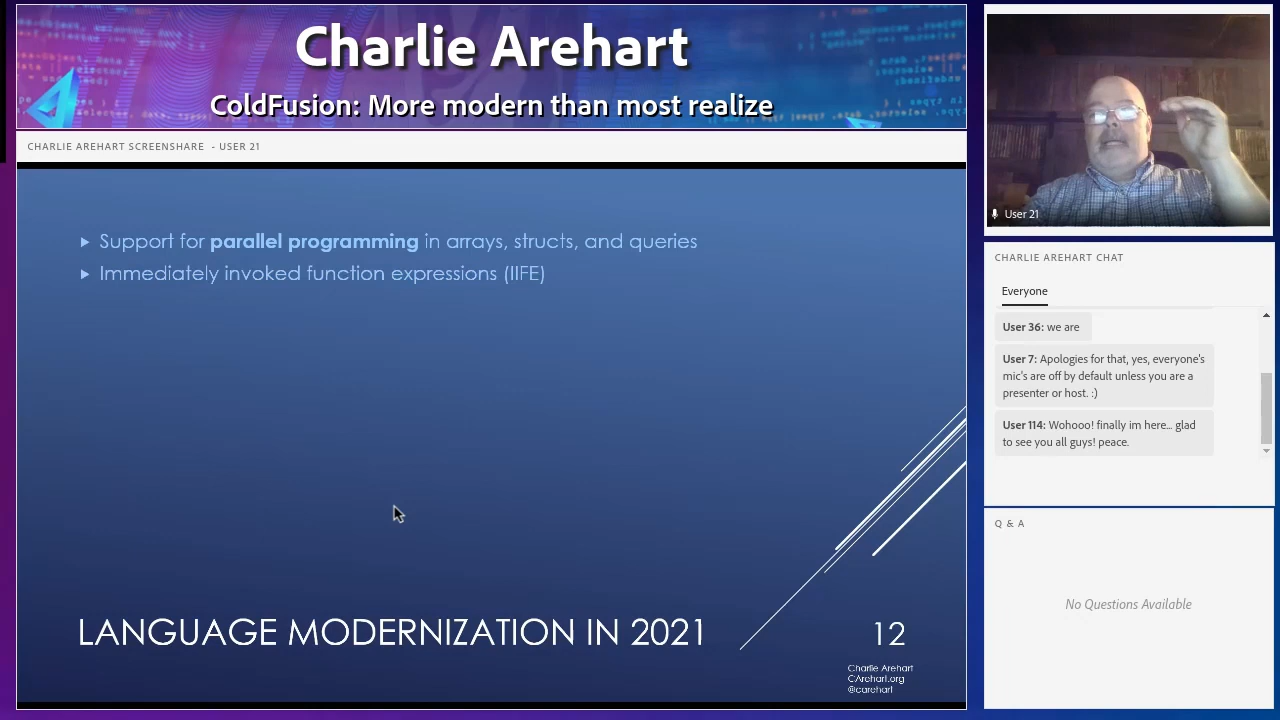 Charlie Arehart
ColdFusion: More modern than most realize
CHARLIE AREHART SCREENSHARE - USER 21
Support for parallel programming in arrays, structs, and queries
Immediately invoked function expressions (IIFE)
LANGUAGE MODERNIZATION IN 2021
12
Charlie Arehart
CArehart.org
@carehart
User 21
CHARLIE AREHART CHAT
Everyone
User 36: we are
User 7: Apologies for that, yes, everyone's
mic's are off by default unless you are a
presenter or host. :)
User 114: Wohooo! finally im here... glad
to see you all guys! peace.
Q & A
No Questions Available